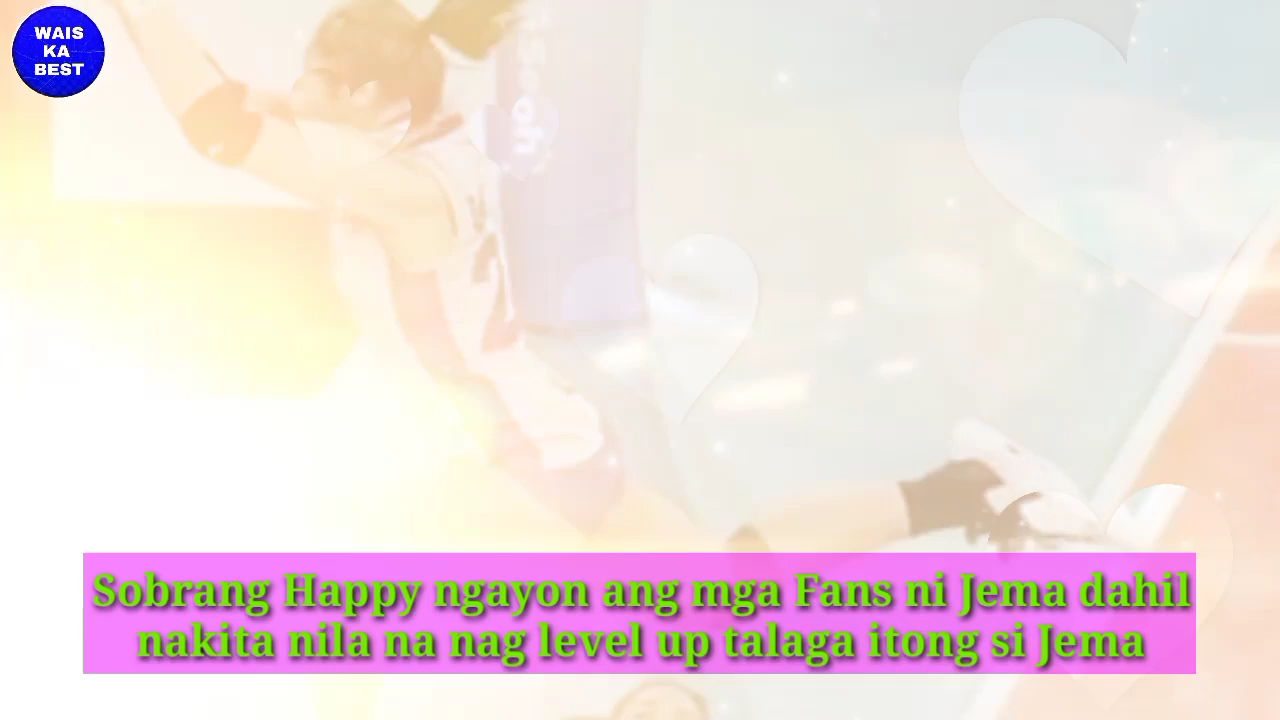 WAIS
KA
BEST
Sobrang Happy ngayon ang mga Fans ni Jema dahil
nakita nila na nag level up talaga itong si Jema